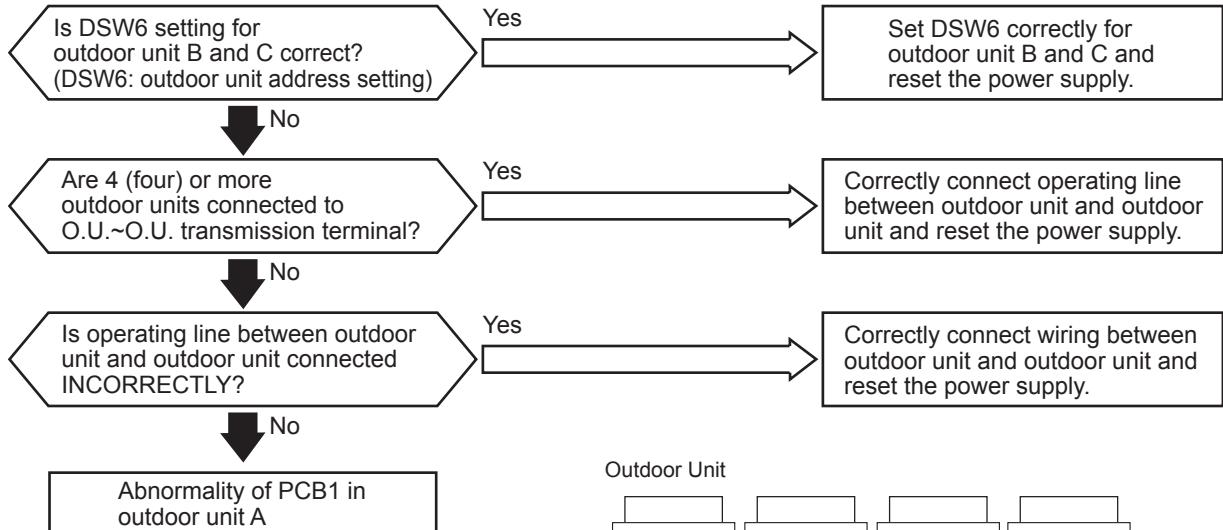 Is DSW6 setting for
outdoor unit B and C correct?
(DSW6: outdoor unit address setting)
Yes
Set DSW6 correctly for
outdoor unit B and C and
reset the power supply.
No
Are 4 (four) or more
outdoor units connected to
O.U.~O.U. transmission terminal?
Yes
Correctly connect operating line
between outdoor unit and outdoor
unit and reset the power supply.
No
Is operating line between outdoor
unit and outdoor unit connected
INCORRECTLY?
Yes
Correctly connect wiring between
outdoor unit and outdoor unit and
reset the power supply.
No
Abnormality of PCB1 in
outdoor unit A
Outdoor Unit